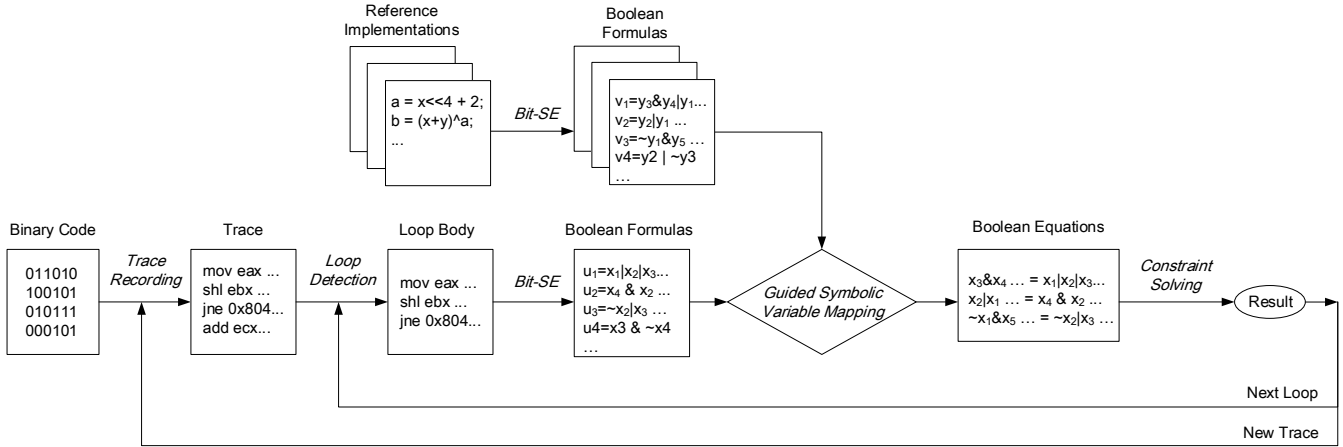 Reference
Implementations
a = x<<4 + 2;
b = (x+y)^a;
...
Bit-SE
Boolean
Formulas
v₁=y₃&y₄|y₁...
v₂=y₂|y₁ ...
v₃=~y₁&y₅ ...
v4=y2 | ~y3
...
Binary Code
011010
100101
010111
000101
Trace
Recording
Trace
mov eax ...
shl ebx ...
jne 0x804...
add ecx...
Loop
Detection
Loop Body
mov eax ...
shl ebx ...
jne 0x804...
Bit-SE
Boolean Formulas
u₁=x₁|x₂|x₃...
u₂=x₄ & x₂ ...
u₃=~x₂|x₃ ...
u4=x3 & ~x4
...
Guided Symbolic
Variable Mapping
Boolean Equations
x₃&x₄ ... = x₁|x₂|x₃...
x₂|x₁ ... = x₄ & x₂ ...
~x₁&x₅ ... = ~x₂|x₃ ...
Constraint
Solving
Result
Next Loop
New Trace